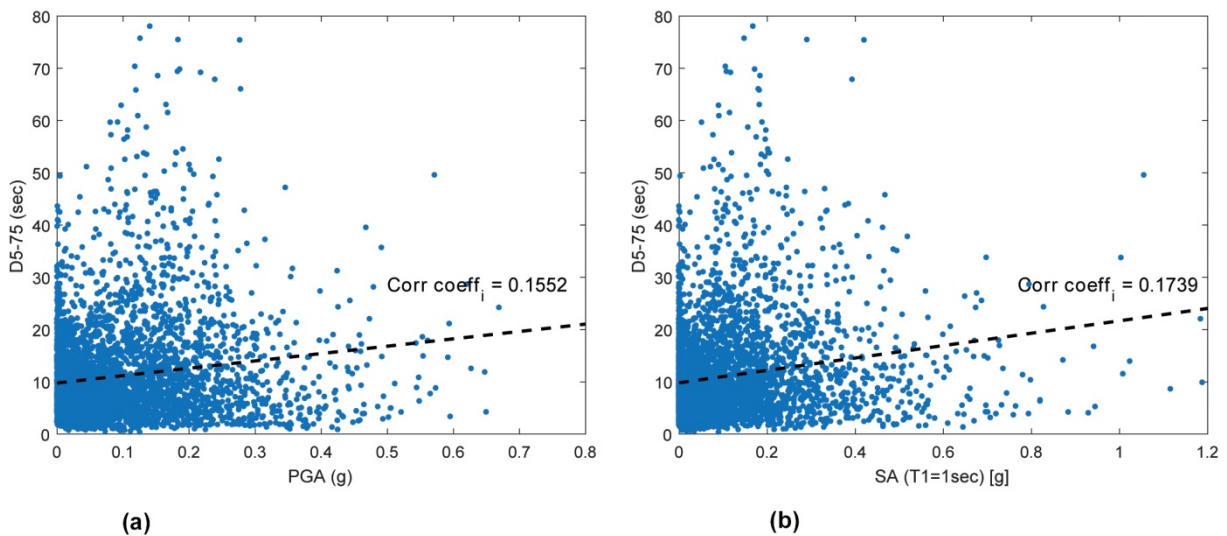 80
70
60
50
40
30
20
10
0
D5-75 (sec)
Corr coeff_i = 0.1552
0 0.1 0.2 0.3 0.4 0.5 0.6 0.7 0.8
PGA (g)
(a)
80
70
60
50
40
30
20
10
0
D5-75 (sec)
Corr coeff_i = 0.1739
0 0.2 0.4 0.6 0.8 1 1.2
SA (T1=1sec) [g]
(b)